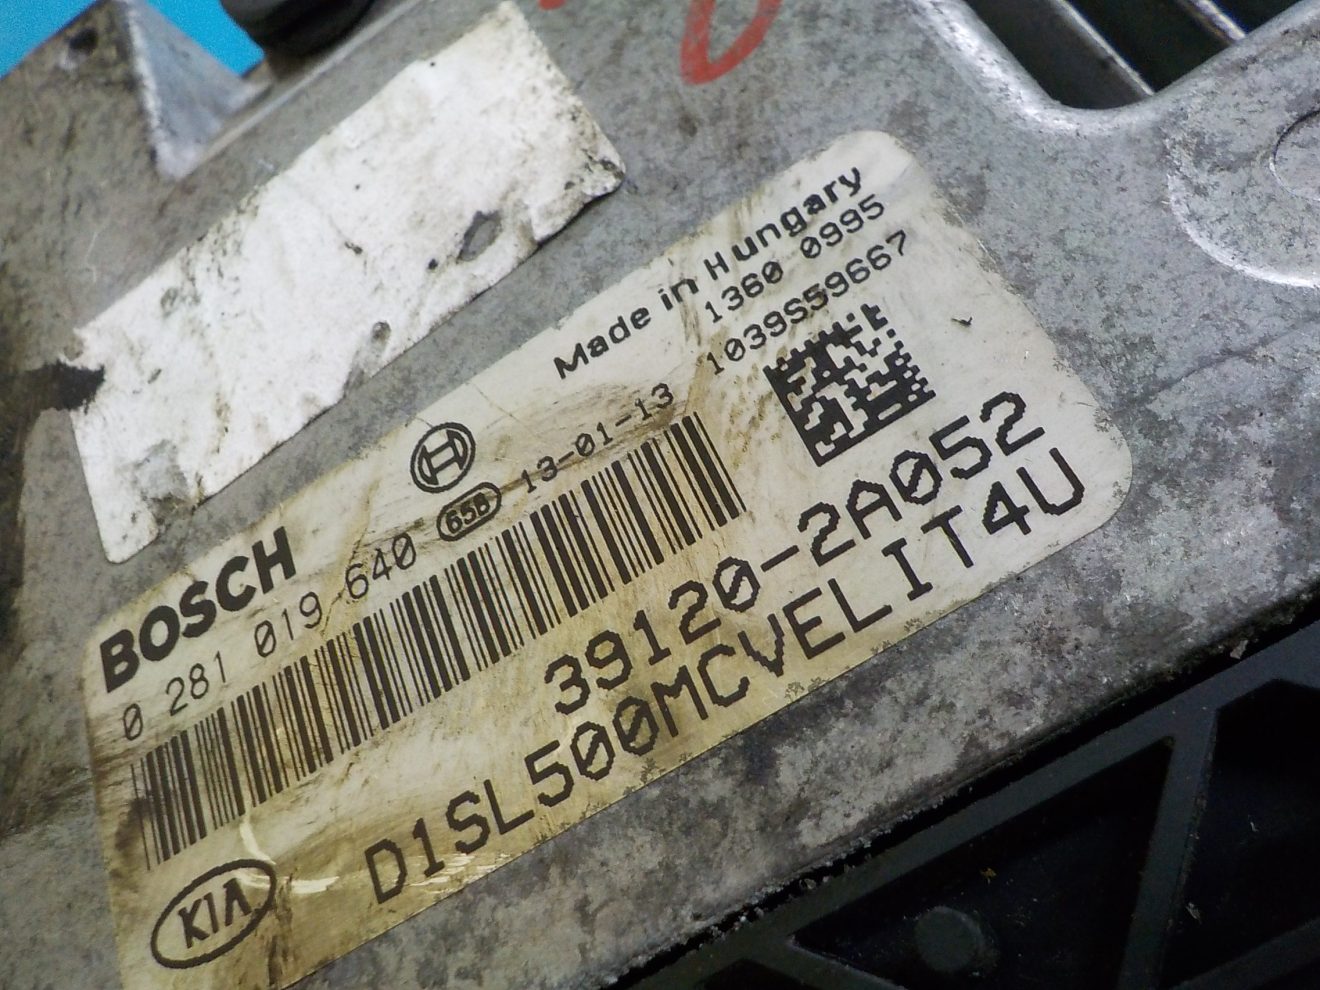 Made in Hungary
1360 0995
1039S59667
BOSCH
0 281 019 640
658
13-01-13
39120-2A052
D1SL500MCVELIT4U
KIA